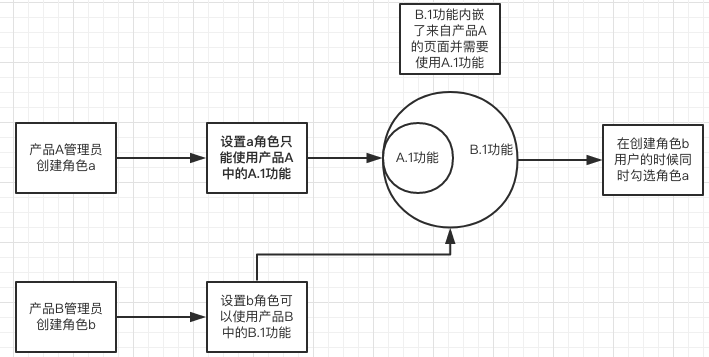 B.1功能内嵌
了来自产品A
的页面并需要
使用A.1功能
产品A管理员
创建角色a
设置a角色只
能使用产品A
中的A.1功能
A.1功能
B.1功能
在创建角色b
用户的时候同
时勾选角色a
产品B管理员
创建角色b
设置b角色可
以使用产品B
中的B.1功能